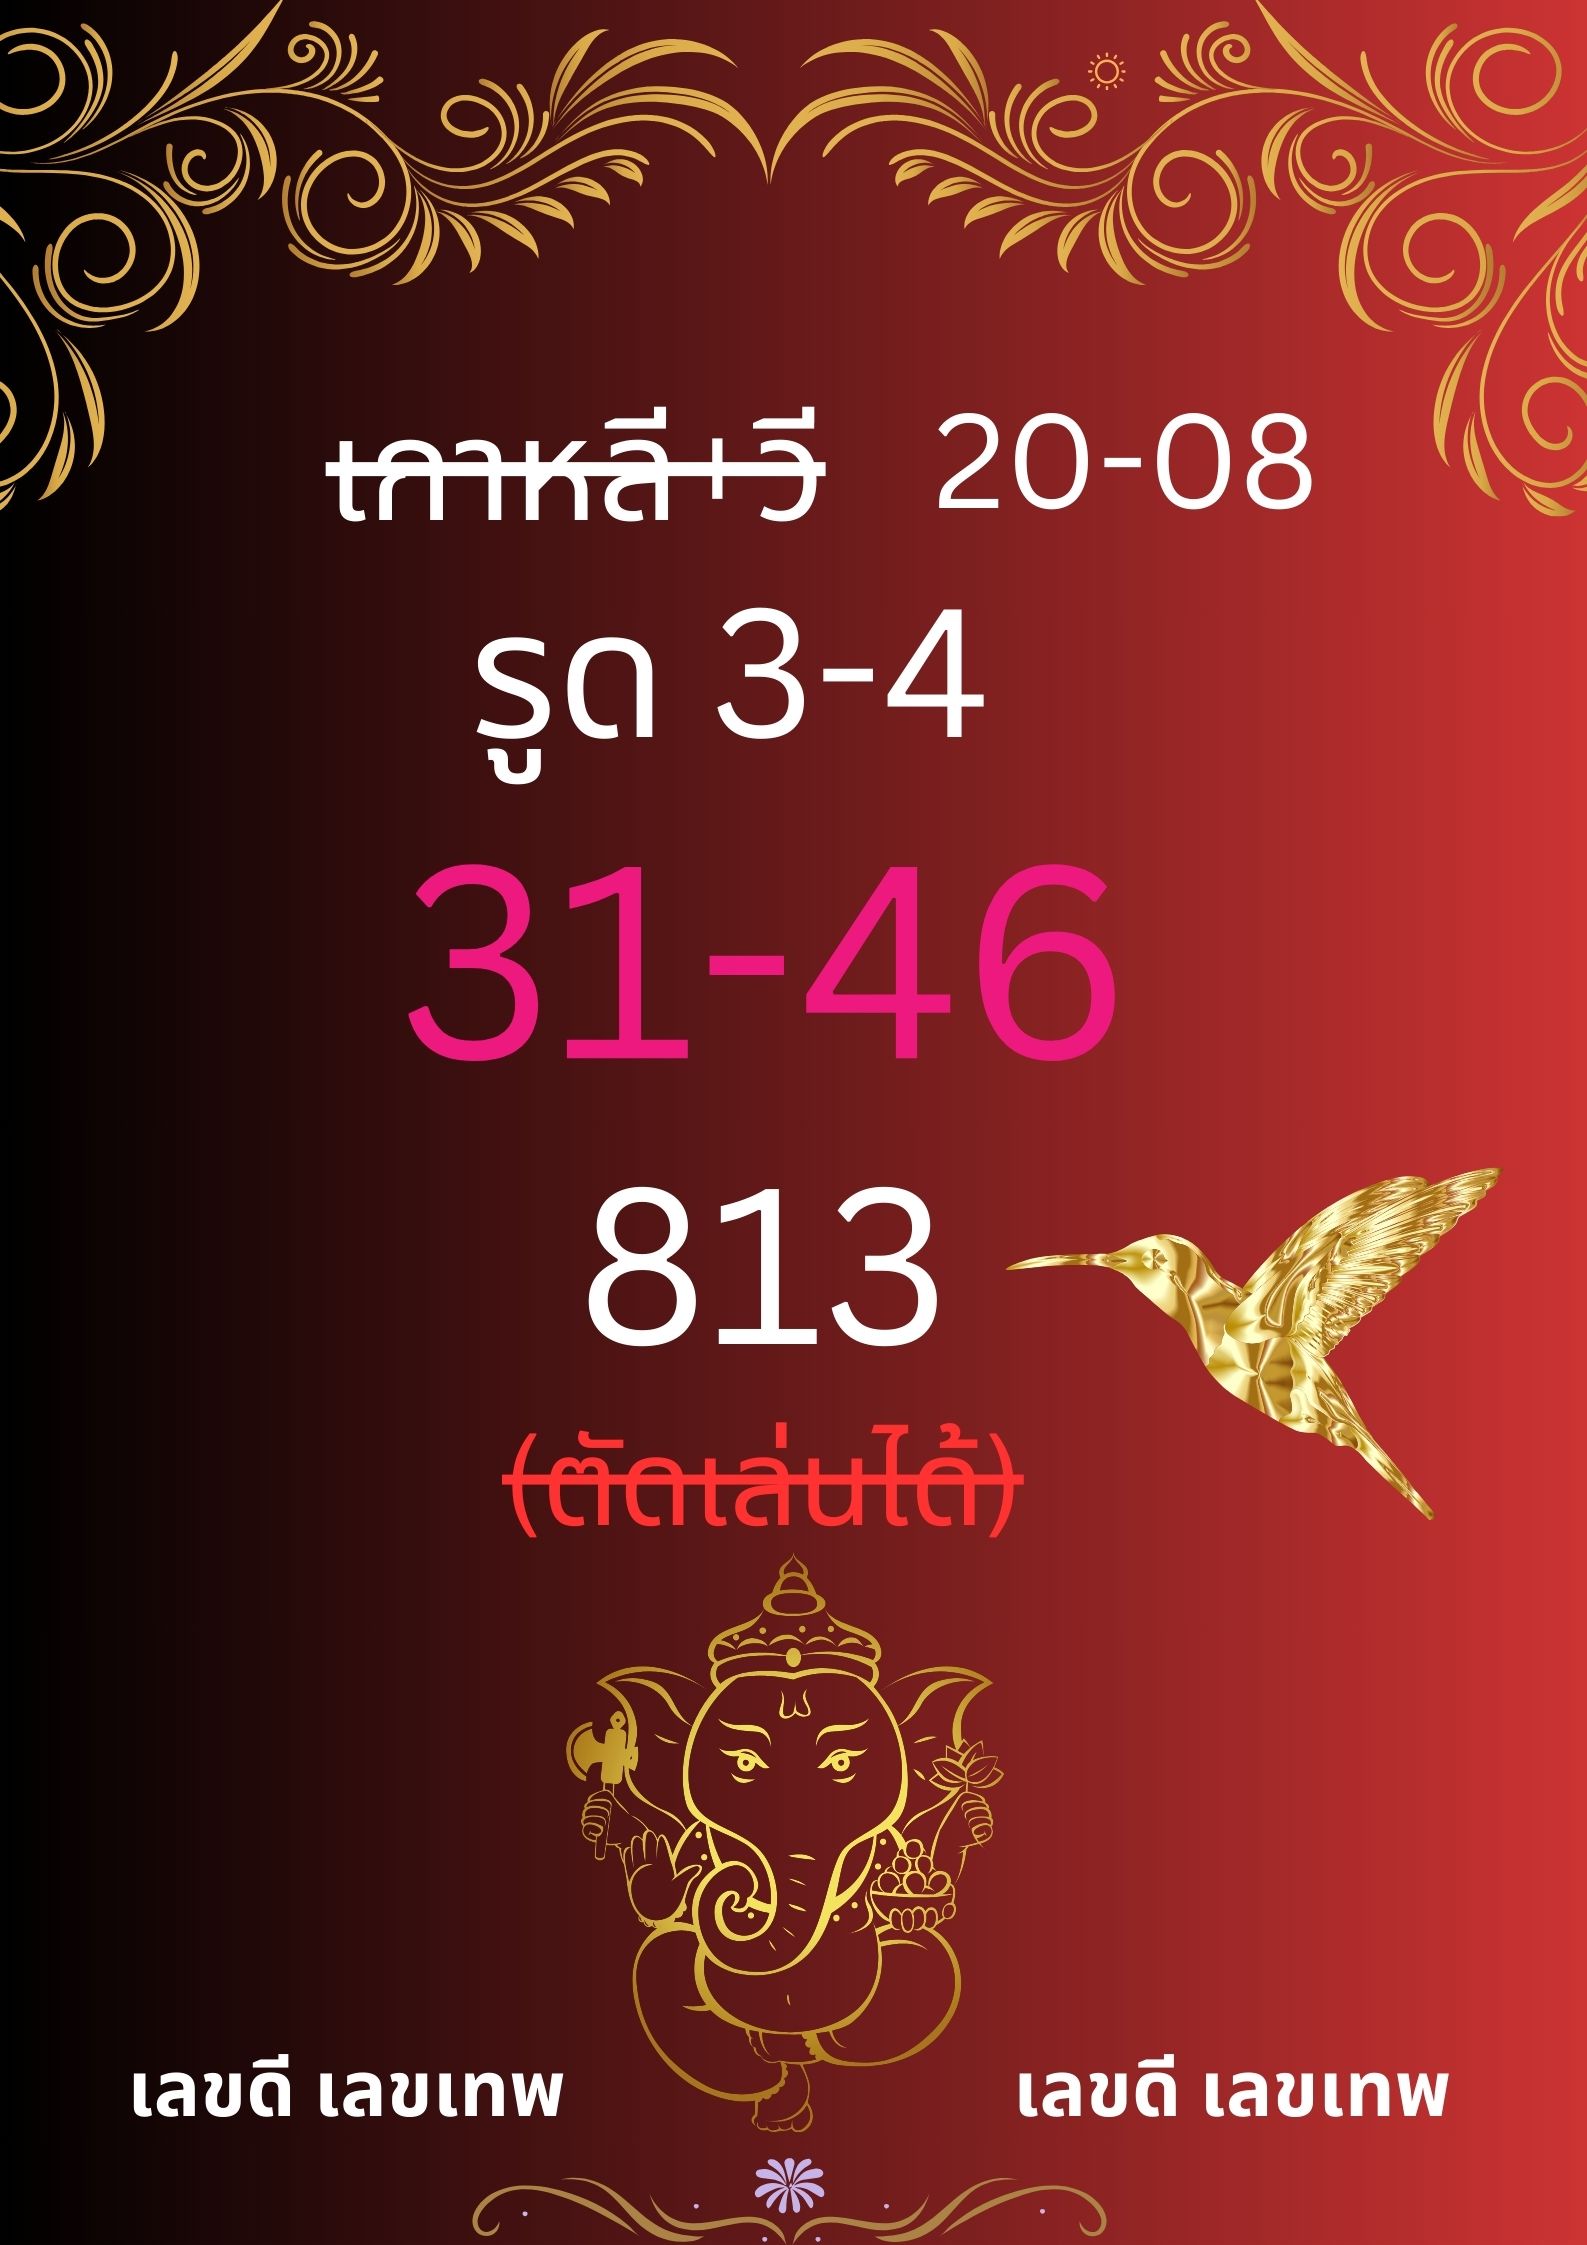 เกาหลี+วี 20-08
รูด 3-4
31-46
813
(ตัดเล่นได้)
เลขดี เลขเทพ
เลขดี เลขเทพ